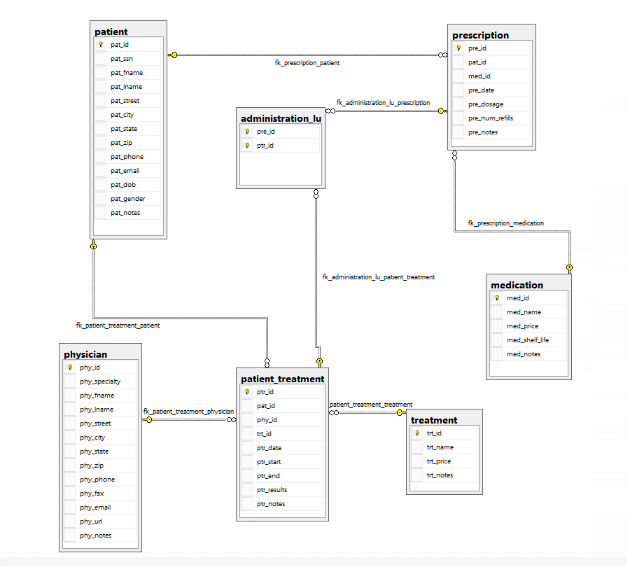 patient
pat_id
pat_ssn
pat_fname
pat_lname
pat_street
pat_city
pat_state
pat_zip
pat_phone
pat_email
pat_dob
pat_gender
pat_notes
fk_prescription_patient
prescription
pre_id
pat_id
med_id
pre_date
pre_dosage
pre_num_refills
pre_notes
fk_administration_lu_prescription
administration_lu
pre_id
ptr_id
fk_prescription_medication
fk_administration_lu_patient_treatment
medication
med_id
med_name
med_price
med_shelf_life
med_notes
fk_patient_treatment_patient
physician
phy_id
phy_specialty
phy_fname
phy_lname
phy_street
phy_city
phy_state
phy_zip
phy_phone
phy_fax
phy_email
phy_url
phy_notes
fk_patient_treatment_physician
patient_treatment
ptr_id
pat_id
phy_id
trt_id
ptr_date
ptr_start
ptr_end
ptr_results
ptr_notes
patient_treatment_treatment
treatment
trt_id
trt_name
trt_price
trt_notes